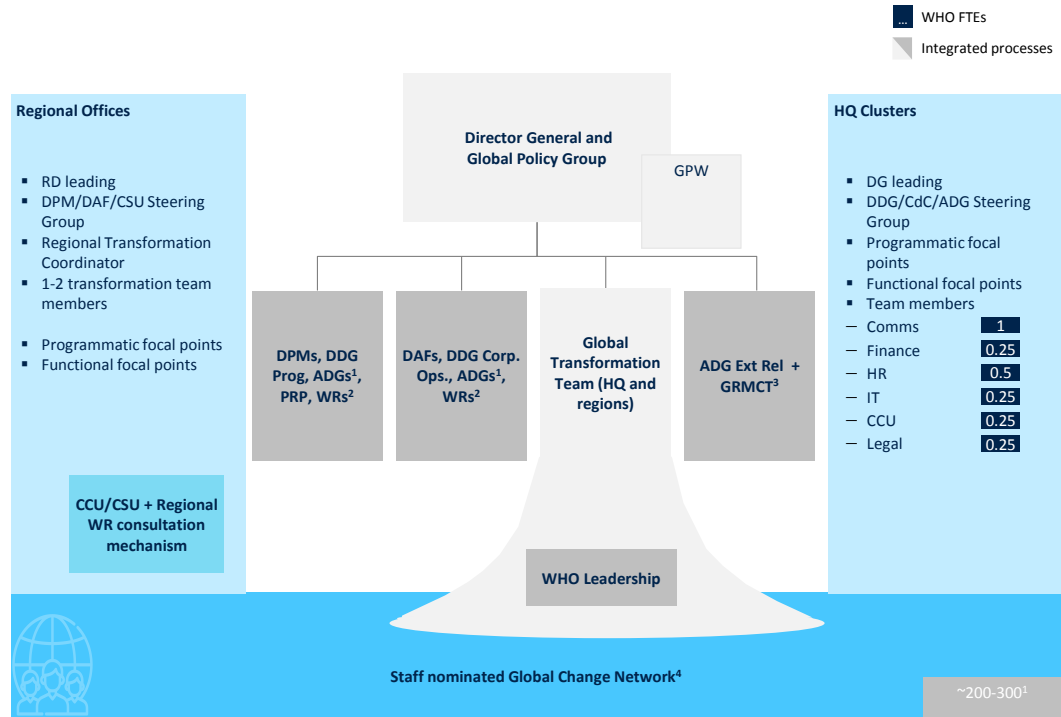 ... WHO FTEs
Integrated processes
Regional Offices
▪ RD leading
▪ DPM/DAF/CSU Steering
Group
▪ Regional Transformation
Coordinator
▪ 1-2 transformation team
members
▪ Programmatic focal points
▪ Functional focal points
CCU/CSU + Regional
WR consultation
mechanism
Director General and
Global Policy Group
GPW
DPMs, DDG
Prog, ADGs¹,
PRP, WRs²
DAFs, DDG Corp.
Ops., ADGs¹,
WRs²
Global
Transformation
Team (HQ and
regions)
ADG Ext Rel +
GRMCT³
WHO Leadership
HQ Clusters
▪ DG leading
▪ DDG/CdC/ADG Steering
Group
▪ Programmatic focal
points
▪ Functional focal points
▪ Team members
– Comms 1
– Finance 0.25
– HR 0.5
– IT 0.25
– CCU 0.25
– Legal 0.25
Staff nominated Global Change Network⁴
~200-300¹